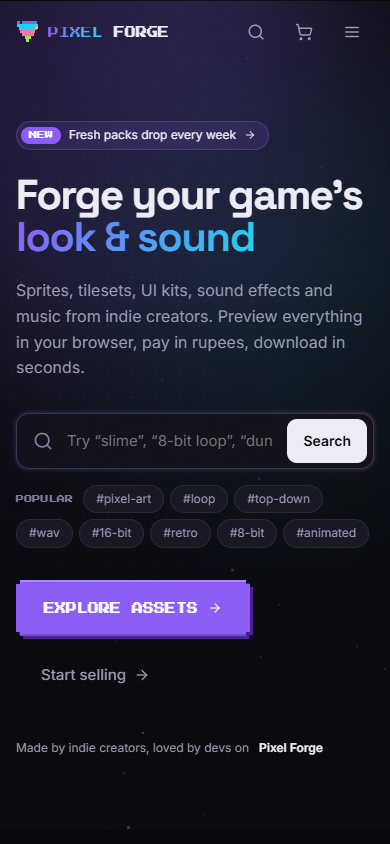 PIXEL FORGE
NEW Fresh packs drop every week →
Forge your game's
look & sound
Sprites, tilesets, UI kits, sound effects and
music from indie creators. Preview everything
in your browser, pay in rupees, download in
seconds.
Try “slime”, “8-bit loop”, “dun Search
POPULAR #pixel-art #loop #top-down
#wav #16-bit #retro #8-bit #animated
EXPLORE ASSETS →
Start selling →
Made by indie creators, loved by devs on Pixel Forge